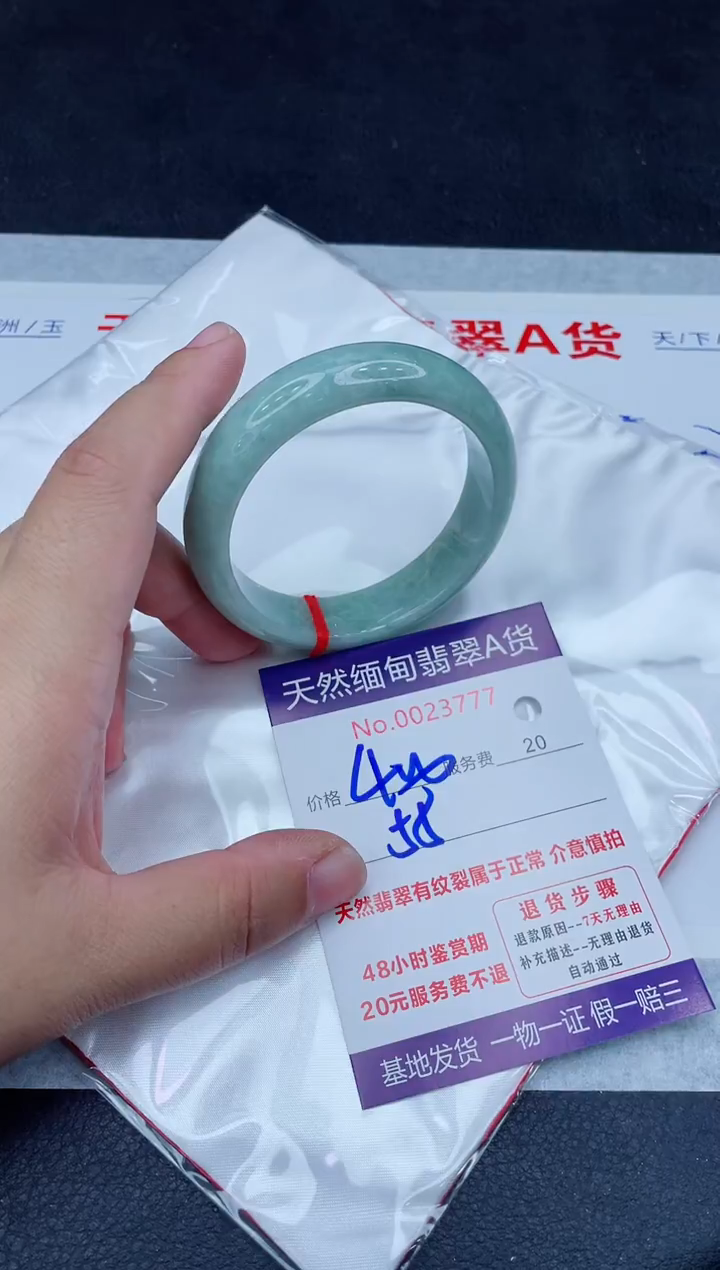 洲/玉
翠A货
天/下/
天然缅甸翡翠A货
No.0023777
价格 服务费 20
58
天然翡翠有纹裂属于正常 介意慎拍
48小时鉴赏期
20元服务费不退
退货步骤
退款原因--7天无理由
补充描述--无理由退货
自动通过
基地发货 一物一证 假一赔三